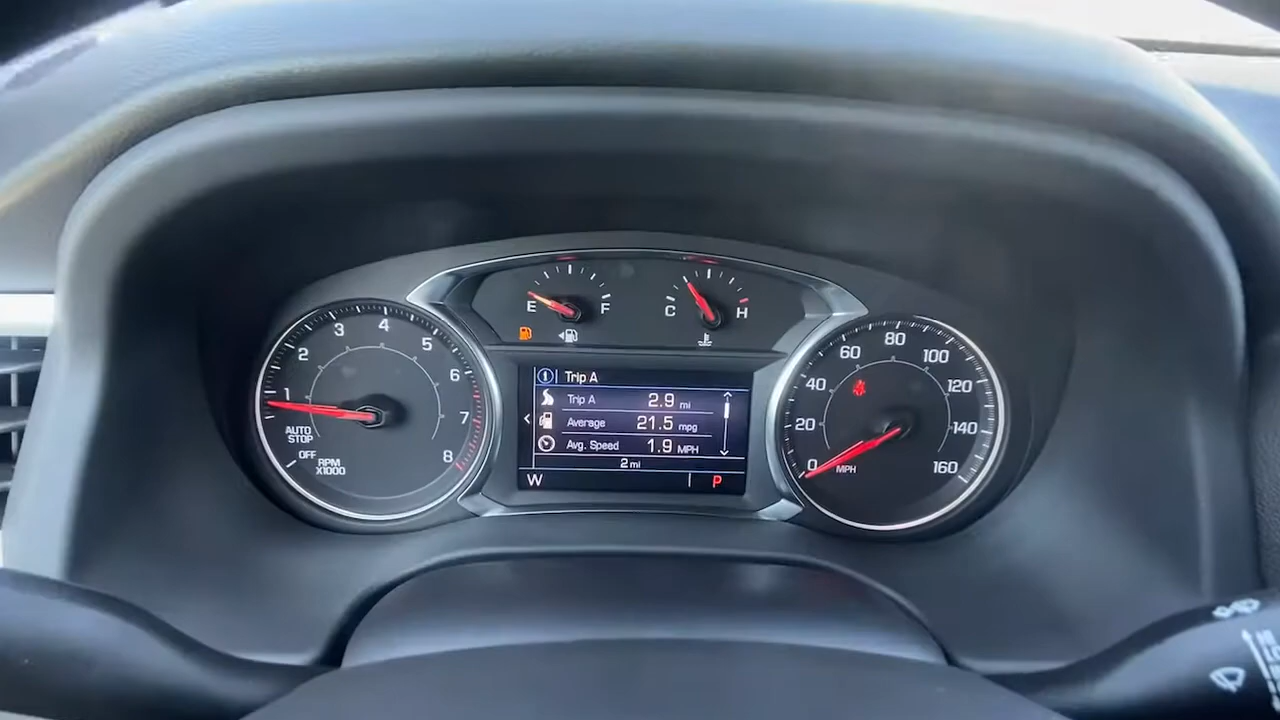 1
2
3
4
5
6
7
8
AUTO
STOP
OFF
RPM
X1000
E F
C H
Trip A
Trip A 2.9 mi
Average 21.5 mpg
Avg. Speed 1.9 MPH
2 mi
W P
0
20
40
60
80
100
120
140
160
MPH